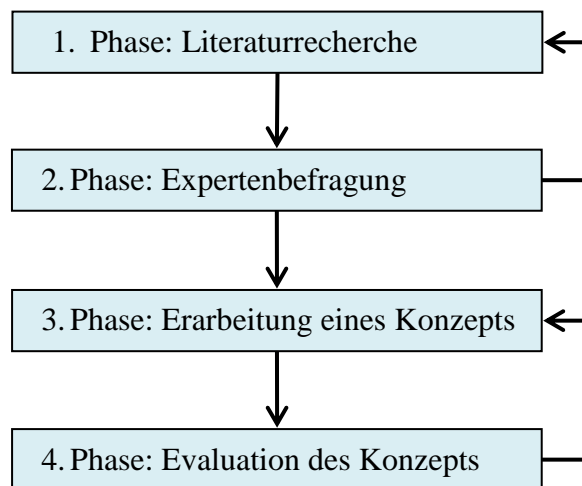 1. Phase: Literaturrecherche
2. Phase: Expertenbefragung
3. Phase: Erarbeitung eines Konzepts
4. Phase: Evaluation des Konzepts